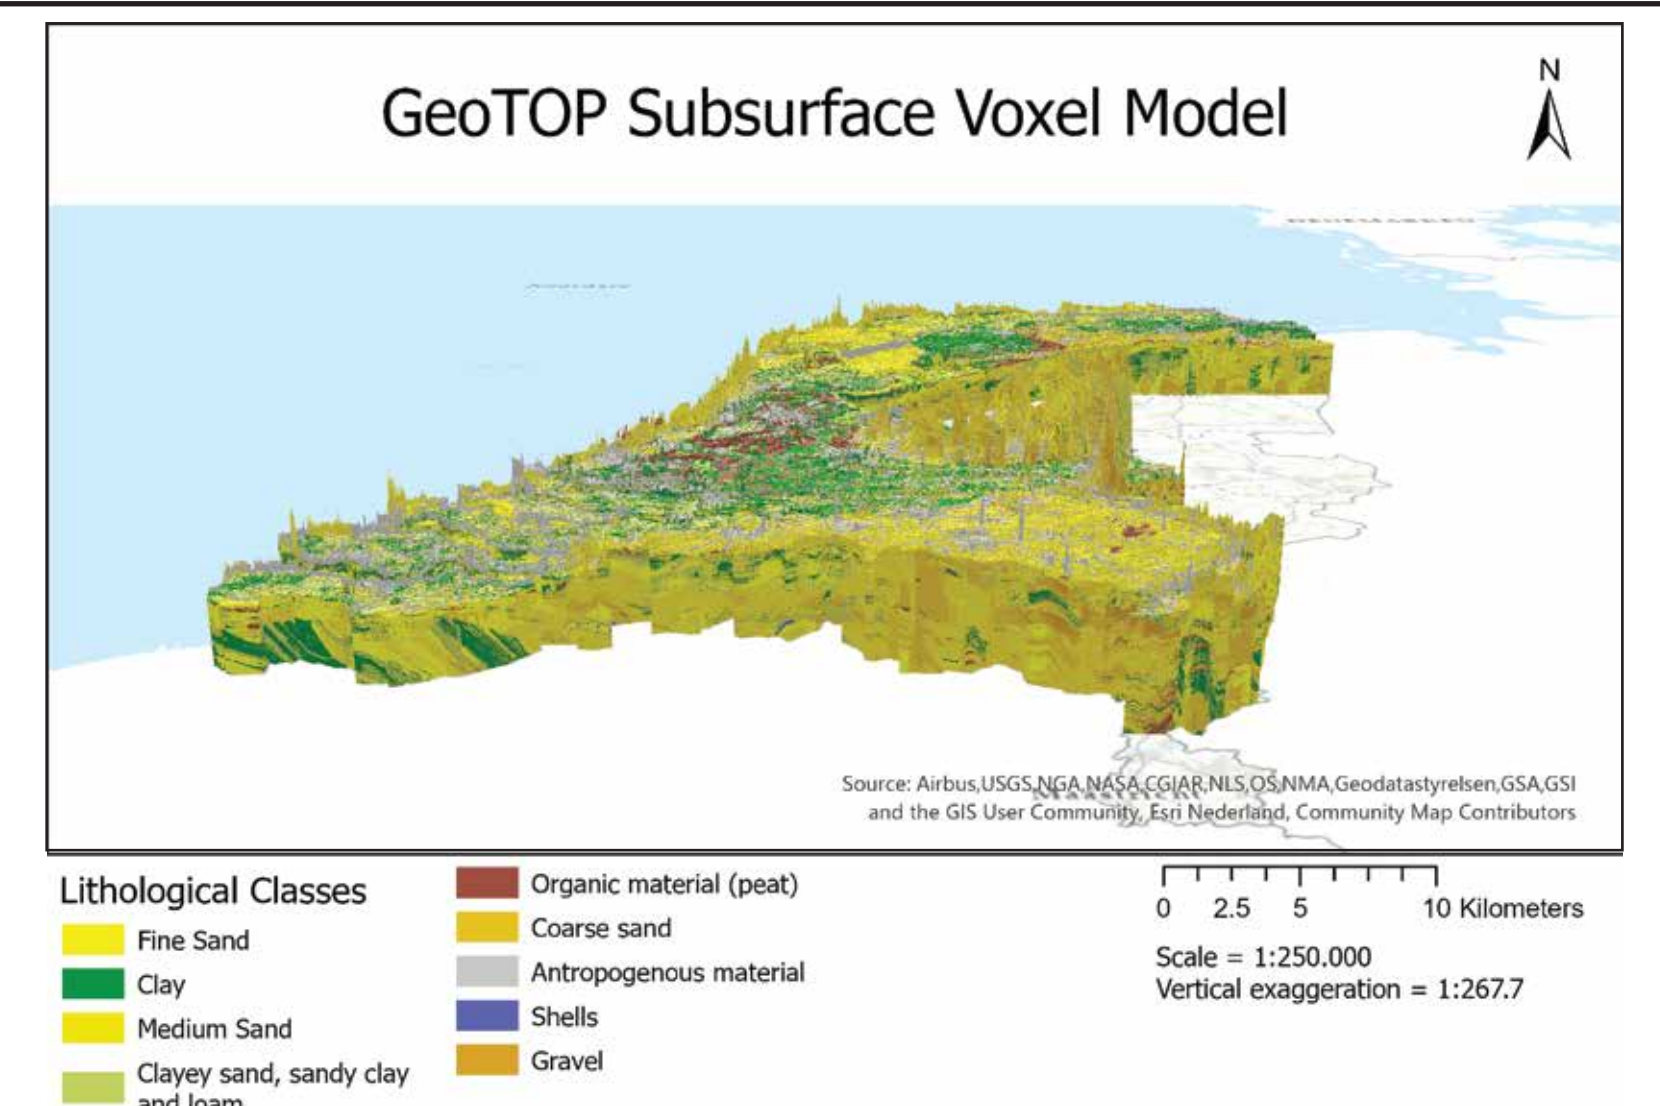 N
GeoTOP Subsurface Voxel Model
Source: Airbus,USGS,NGA,NASA,CGIAR,NLS,OS,NMA,Geodatastyrelsen,GSA,GSI
and the GIS User Community, Esri Nederland, Community Map Contributors
Lithological Classes
Fine Sand
Clay
Medium Sand
Clayey sand, sandy clay
and loam
Organic material (peat)
Coarse sand
Antropogenous material
Shells
Gravel
0 2.5 5 10 Kilometers
Scale = 1:250.000
Vertical exaggeration = 1:267.7